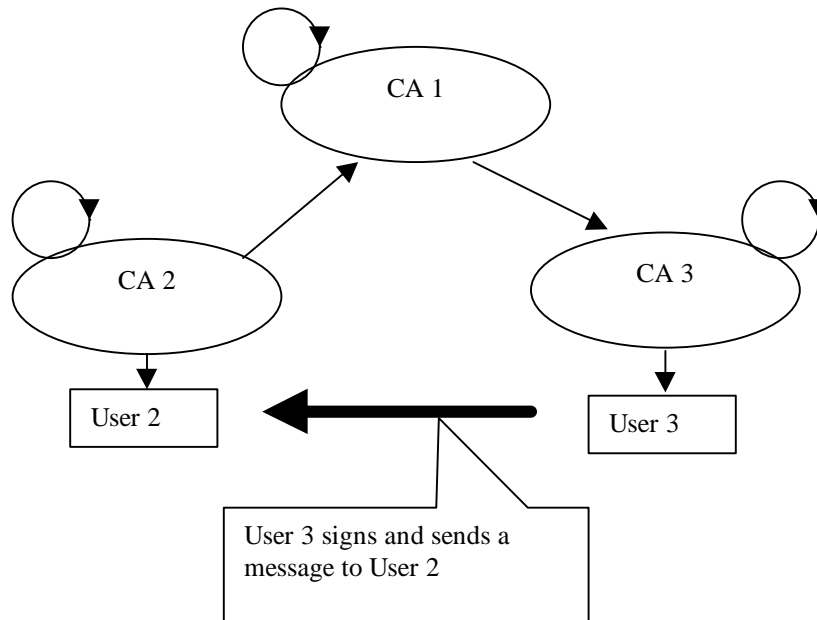 CA 1
CA 2
CA 3
User 2
User 3
User 3 signs and sends a
message to User 2